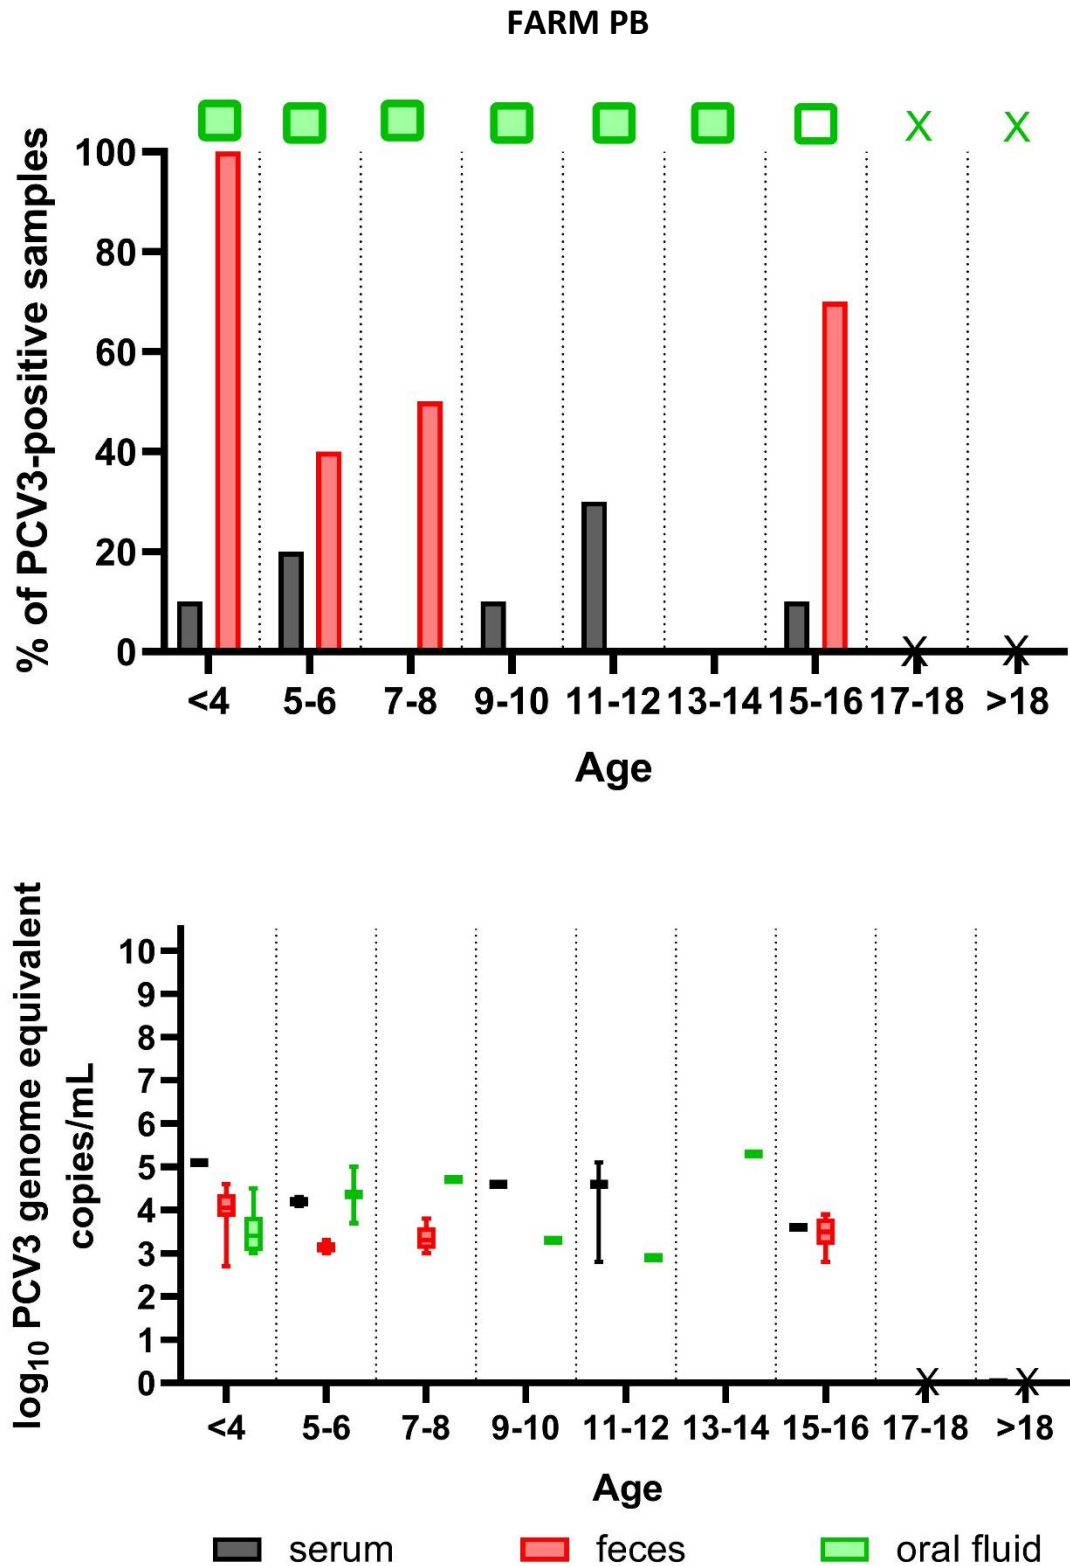 FARM PB
X X
% of PCV3-positive samples
100
80
60
40
20
0
X X
<4 5-6 7-8 9-10 11-12 13-14 15-16 17-18 >18
Age
log₁₀ PCV3 genome equivalent
copies/mL
10
9
8
7
6
5
4
3
2
1
0
X X
<4 5-6 7-8 9-10 11-12 13-14 15-16 17-18 >18
Age
serum feces oral fluid